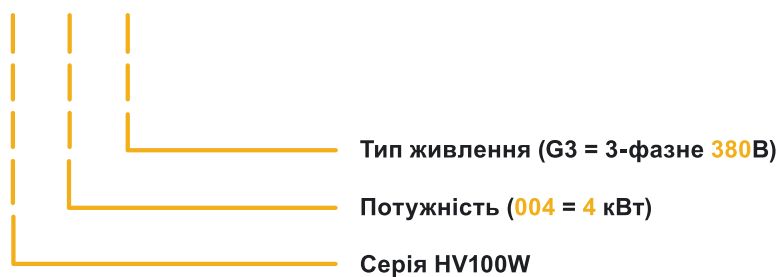 Тип живлення (G3 = 3-фазне 380В)
Потужність (004 = 4 кВт)
Серія HV100W